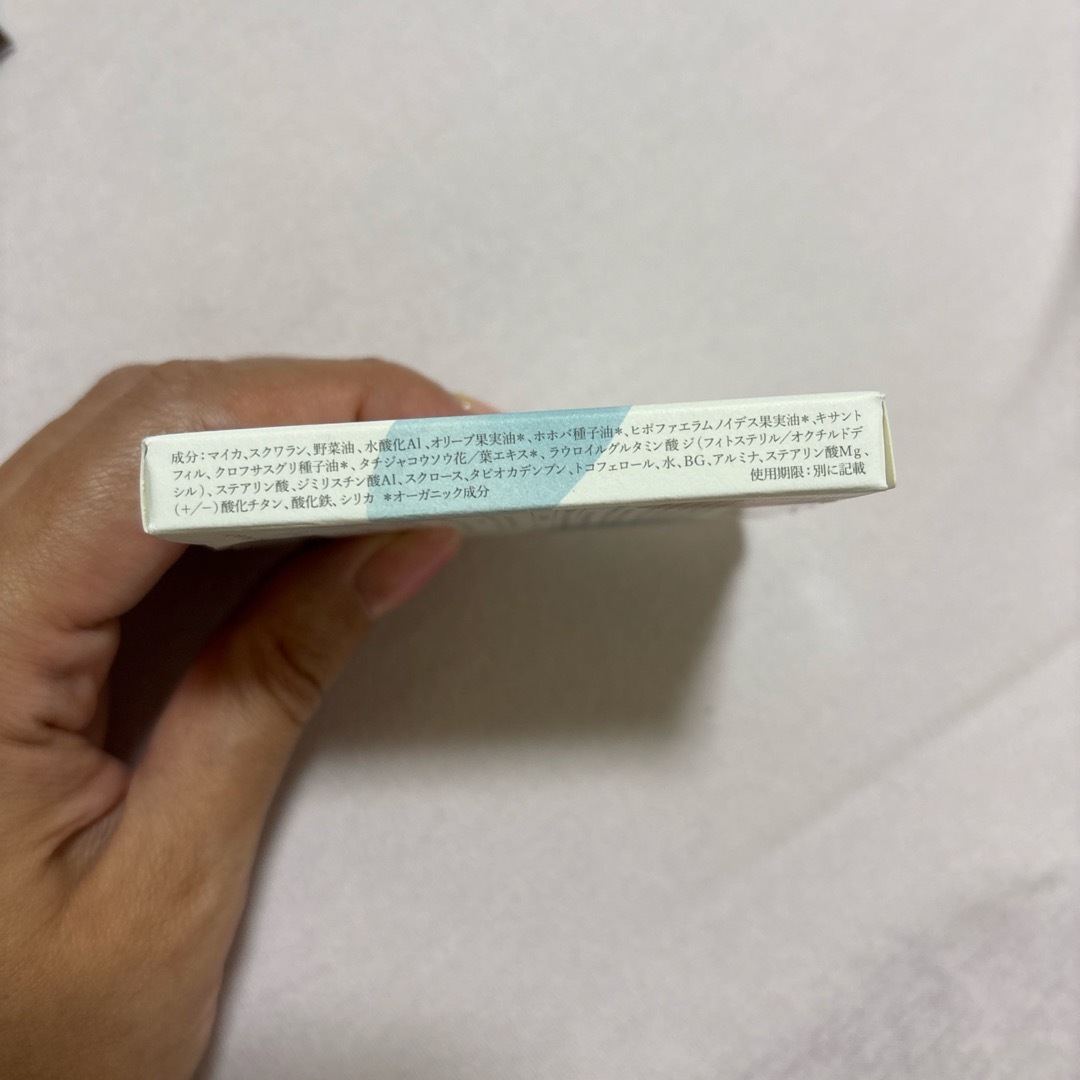 成分：マイカ、スクワラン、野菜油、水酸化Al、オリーブ果実油＊、ホホバ種子油＊、ヒポファエラムノイデス果実油＊、キサント
フィル、クロフサスグリ種子油＊、タチジャコウソウ花／葉エキス＊、ラウロイルグルタミン酸ジ（フィトステリル／オクチルドデ
シル）、ステアリン酸、ジミリスチン酸Al、スクロース、タピオカデンプン、トコフェロール、水、BG、アルミナ、ステアリン酸Mg、
（＋／－）酸化チタン、酸化鉄、シリカ ＊オーガニック成分
使用期限：別に記載